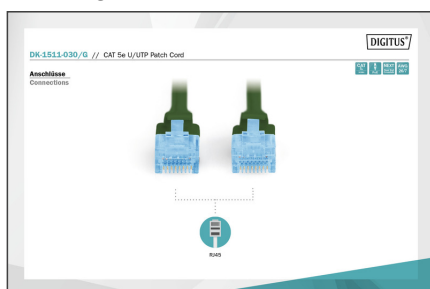 DIGITUS®
DK-1511-030/G // CAT 5e U/UTP Patch Cord
Anschlüsse
Connections
RJ45